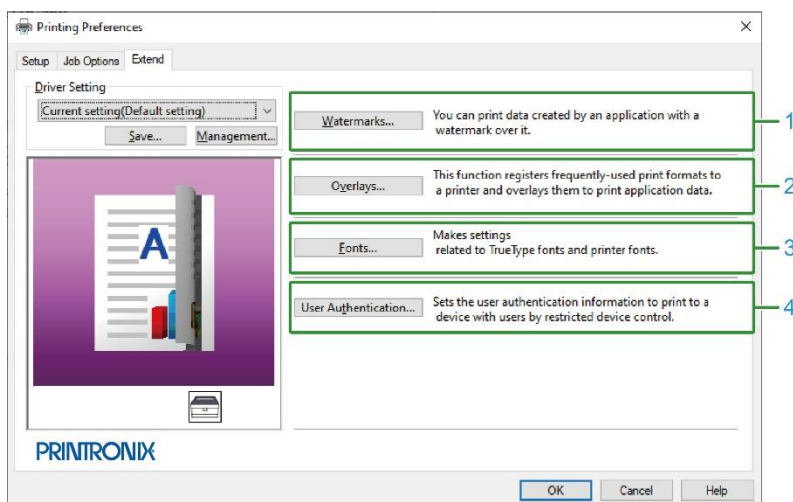 Printing Preferences
Setup Job Options Extend
Driver Setting
Current setting(Default setting)
Save... Management...
Watermarks...
You can print data created by an application with a
watermark over it.
1
Overlays...
This function registers frequently-used print formats to
a printer and overlays them to print application data.
2
Fonts...
Makes settings
related to TrueType fonts and printer fonts.
3
User Authentication...
Sets the user authentication information to print to a
device with users by restricted device control.
4
A
PRINTRONIX
OK Cancel Help